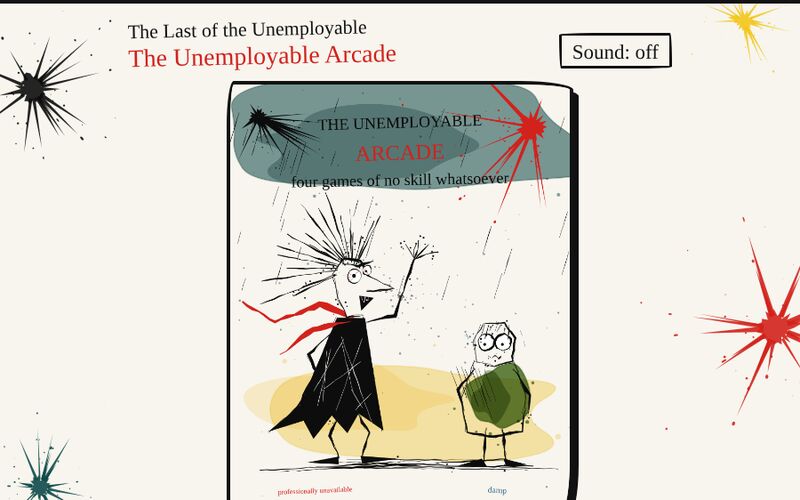 The Last of the Unemployable
The Unemployable Arcade
Sound: off
THE UNEMPLOYABLE
ARCADE
four games of no skill whatsoever
professionally unavailable
damp